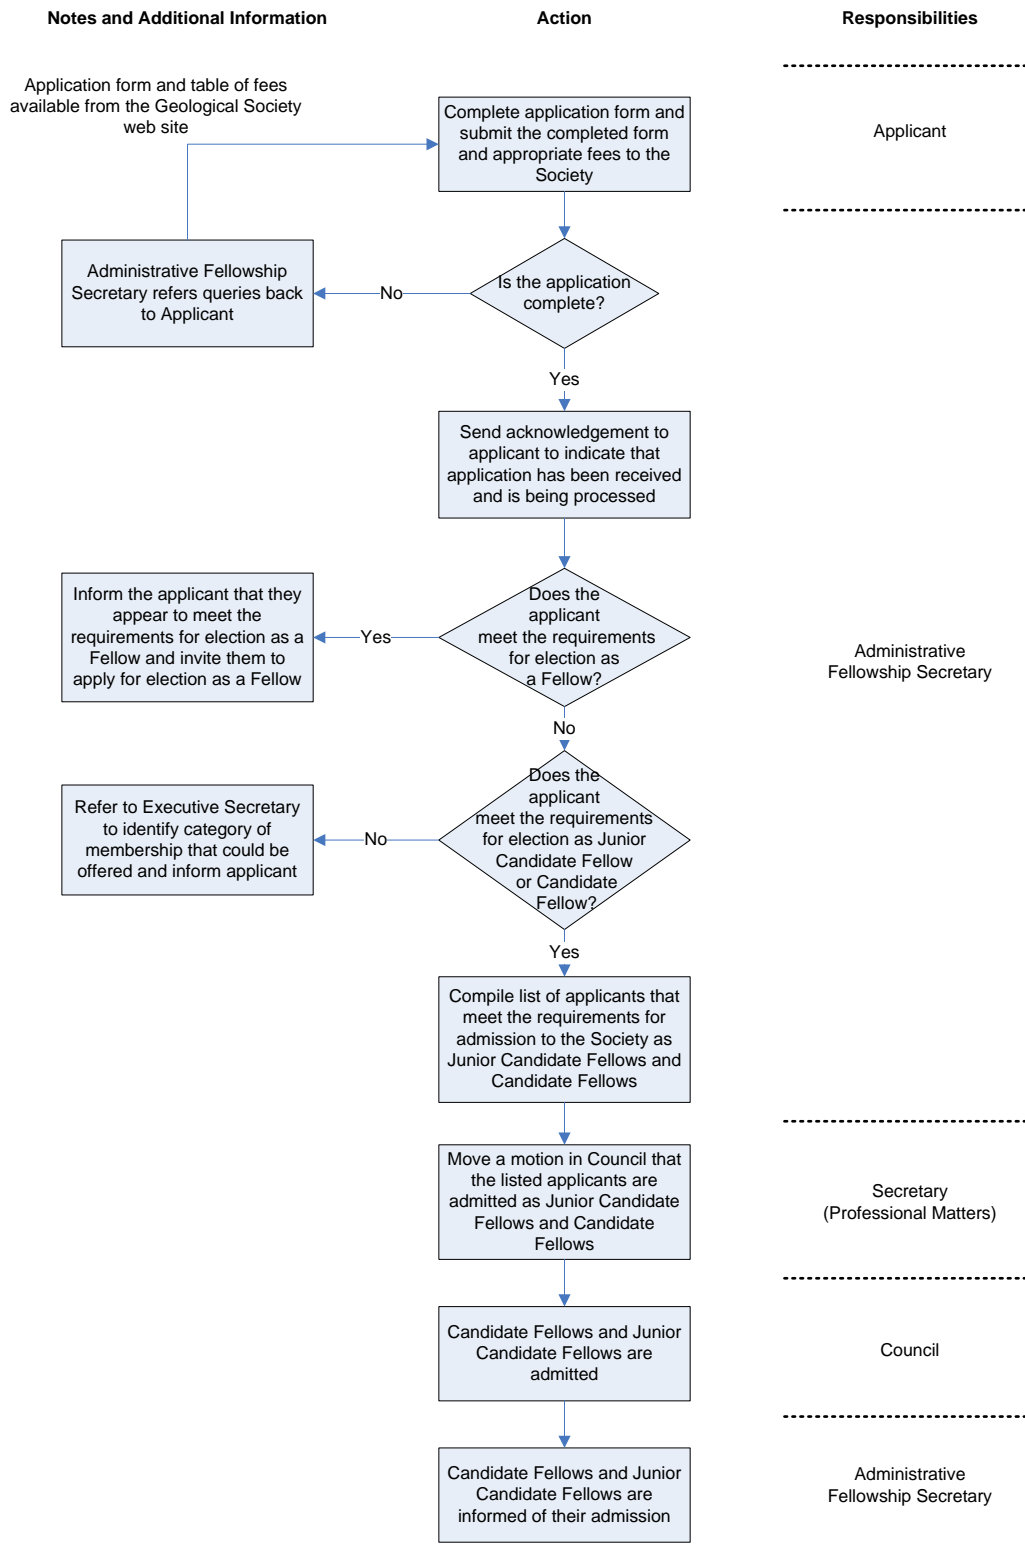 Notes and Additional Information
Action
Responsibilities
Application form and table of fees
available from the Geological Society
web site
Complete application form and
submit the completed form
and appropriate fees to the
Society
Applicant
Administrative Fellowship
Secretary refers queries back
to Applicant
No
Is the application
complete?
Yes
Send acknowledgement to
applicant to indicate that
application has been received
and is being processed
Inform the applicant that they
appear to meet the
requirements for election as a
Fellow and invite them to
apply for election as a Fellow
Yes
Does the
applicant
meet the requirements
for election as
a Fellow?
Administrative
Fellowship Secretary
No
Refer to Executive Secretary
to identify category of
membership that could be
offered and inform applicant
No
Does the
applicant
meet the requirements
for election as Junior
Candidate Fellow
or Candidate
Fellow?
Yes
Compile list of applicants that
meet the requirements for
admission to the Society as
Junior Candidate Fellows and
Candidate Fellows
Move a motion in Council that
the listed applicants are
admitted as Junior Candidate
Fellows and Candidate
Fellows
Secretary
(Professional Matters)
Candidate Fellows and Junior
Candidate Fellows are
admitted
Council
Candidate Fellows and Junior
Candidate Fellows are
informed of their admission
Administrative
Fellowship Secretary